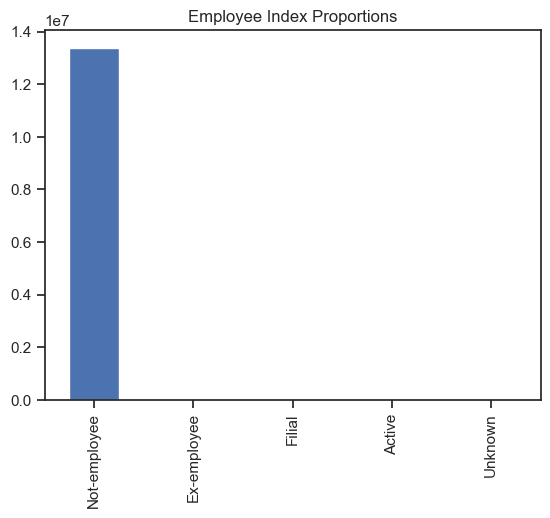 Employee Index Proportions
1e7
1.4
1.2
1.0
0.8
0.6
0.4
0.2
0.0
Not-employee
Ex-employee
Filial
Active
Unknown